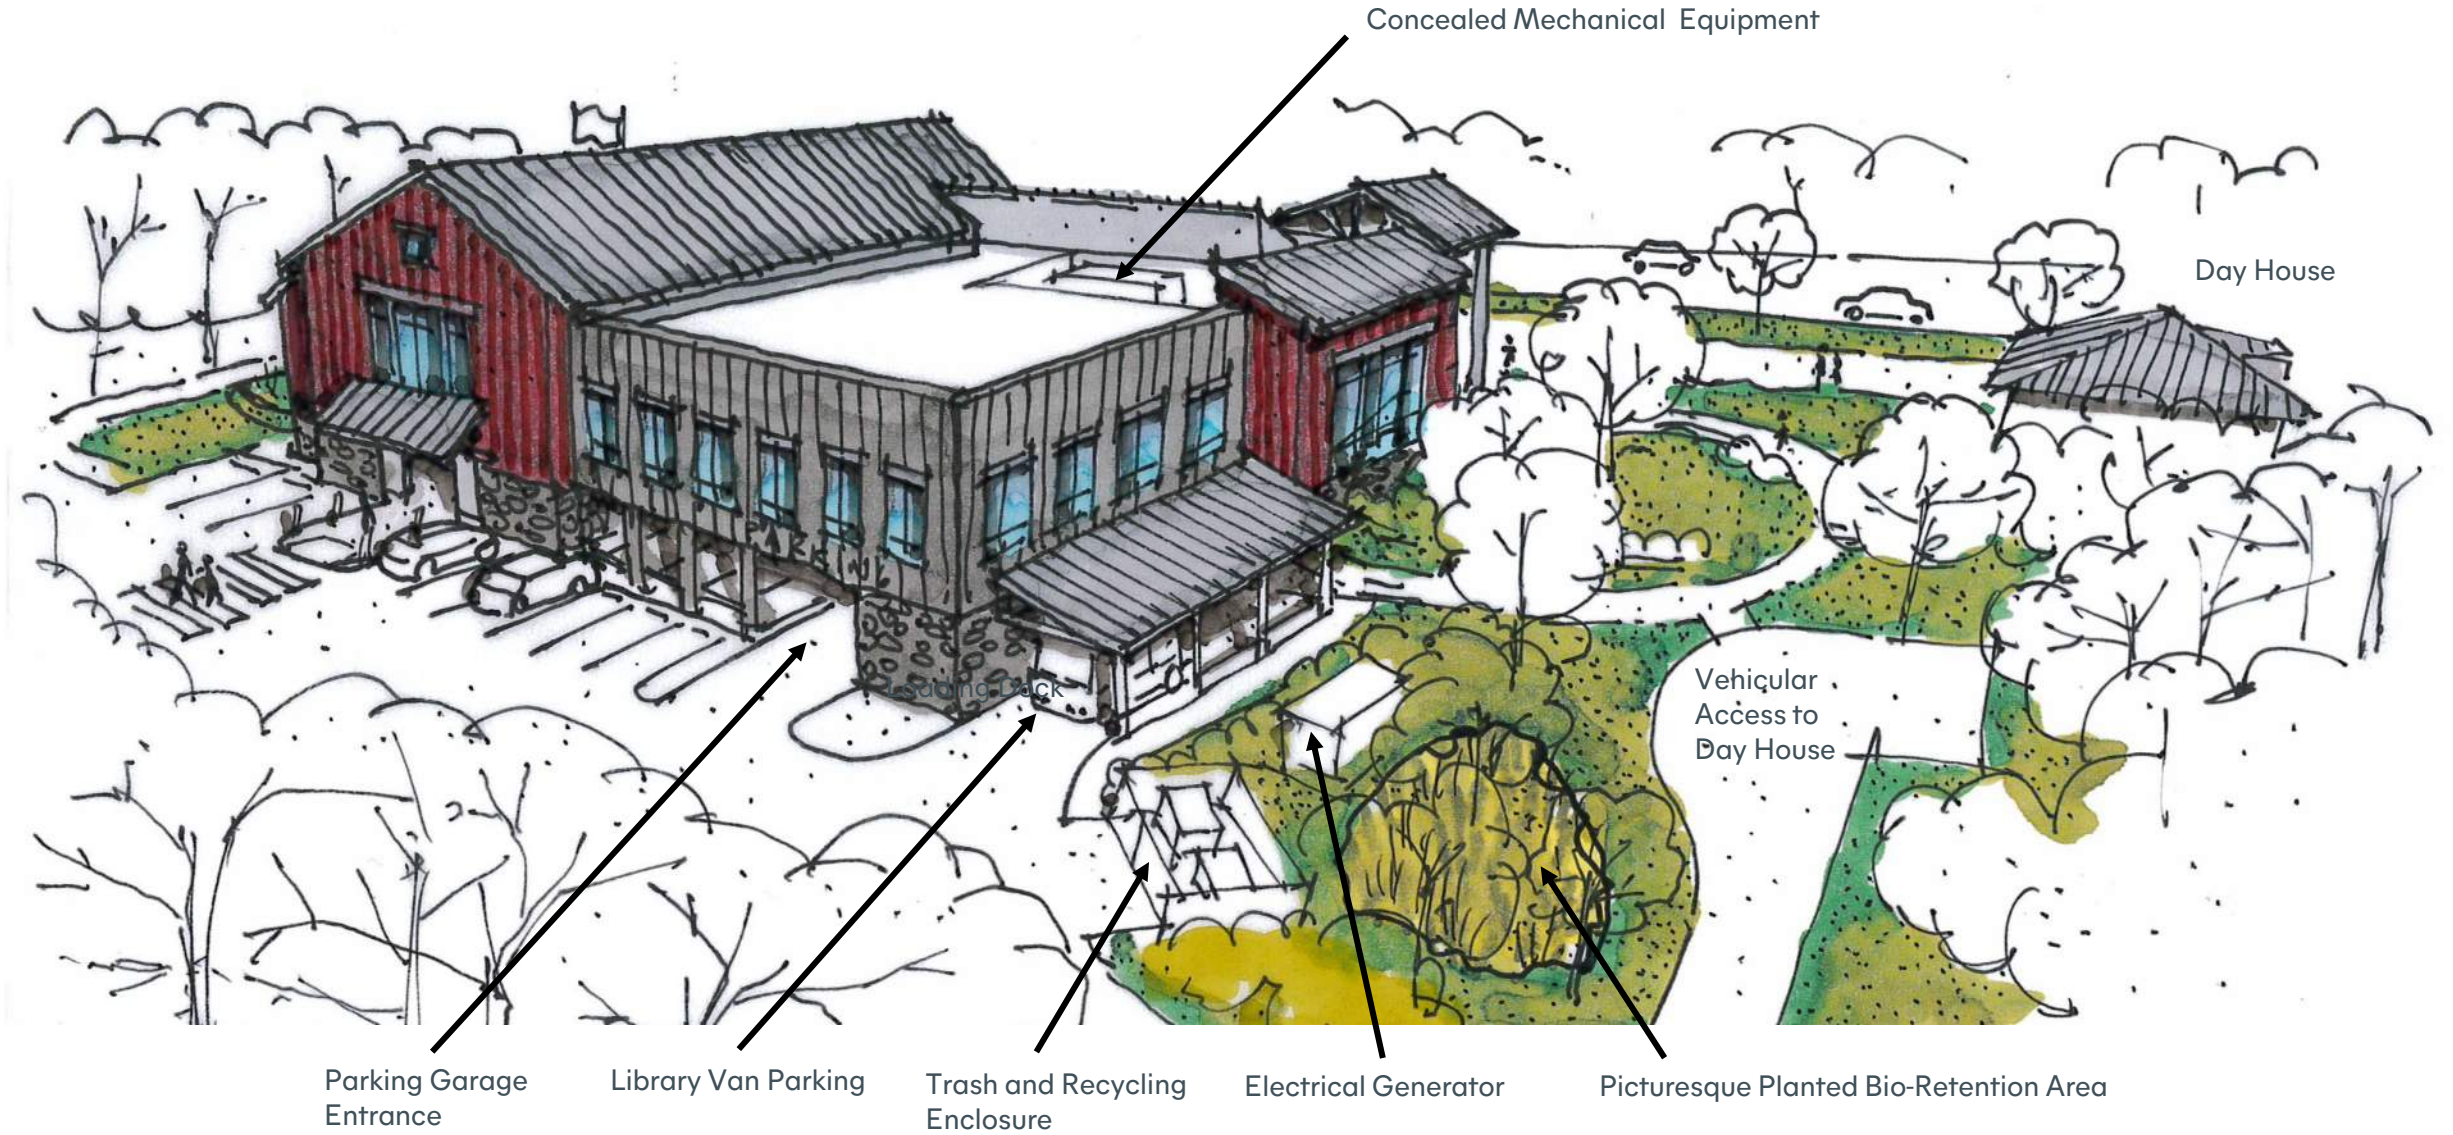 Concealed Mechanical Equipment
Day House
Loading Dock
Vehicular
Access to
Day House
Parking Garage
Entrance
Library Van Parking
Trash and Recycling
Enclosure
Electrical Generator
Picturesque Planted Bio-Retention Area